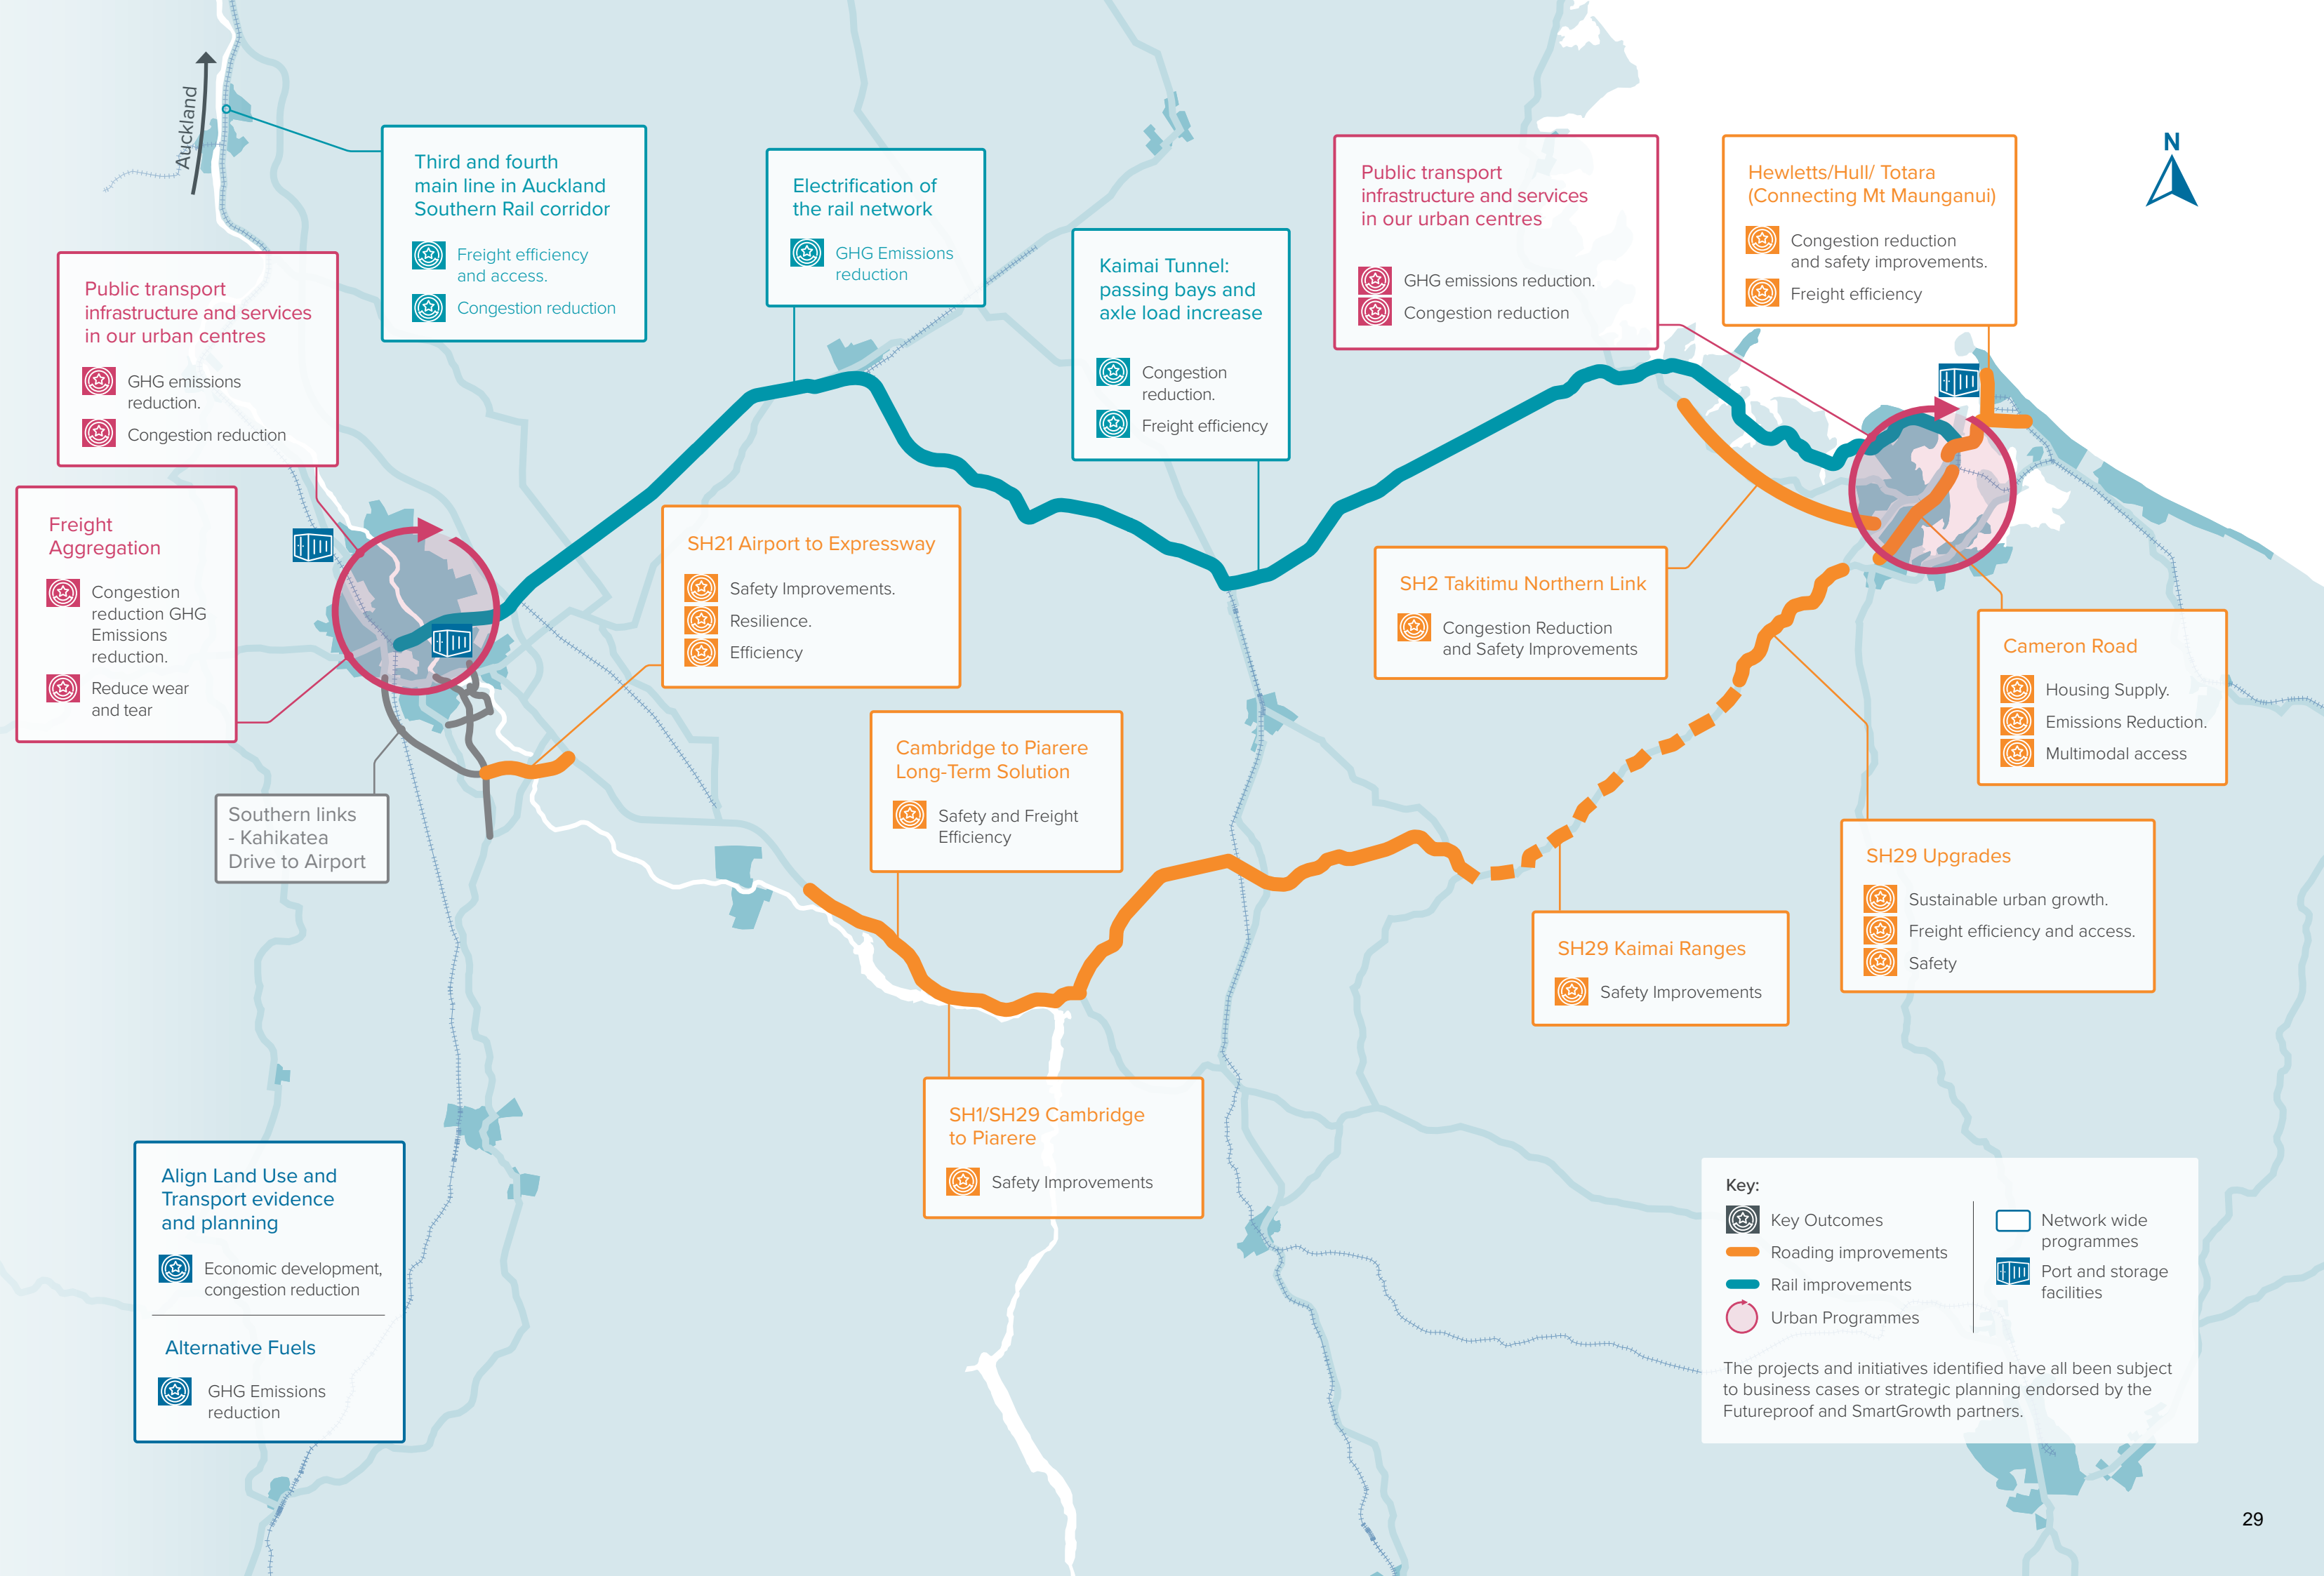 Auckland
Third and fourth
main line in Auckland
Southern Rail corridor
Freight efficiency
and access.
Congestion reduction
Electrification of
the rail network
GHG Emissions
reduction
Kaimai Tunnel:
passing bays and
axle load increase
Congestion
reduction.
Freight efficiency
Public transport
infrastructure and services
in our urban centres
GHG emissions reduction.
Congestion reduction
Hewletts/Hull/ Totara
(Connecting Mt Maunganui)
Congestion reduction
and safety improvements.
Freight efficiency
N
Public transport
infrastructure and services
in our urban centres
GHG emissions
reduction.
Congestion reduction
Freight
Aggregation
Congestion
reduction GHG
Emissions
reduction.
Reduce wear
and tear
SH21 Airport to Expressway
Safety Improvements.
Resilience.
Efficiency
SH2 Takitimu Northern Link
Congestion Reduction
and Safety Improvements
Cameron Road
Housing Supply.
Emissions Reduction.
Multimodal access
Southern links
- Kahikatea
Drive to Airport
Cambridge to Piarere
Long-Term Solution
Safety and Freight
Efficiency
SH29 Upgrades
Sustainable urban growth.
Freight efficiency and access.
Safety
SH29 Kaimai Ranges
Safety Improvements
SH1/SH29 Cambridge
to Piarere
Safety Improvements
Align Land Use and
Transport evidence
and planning
Economic development,
congestion reduction
Alternative Fuels
GHG Emissions
reduction
Key:
Key Outcomes
Roading improvements
Rail improvements
Urban Programmes
Network wide
programmes
Port and storage
facilities
The projects and initiatives identified have all been subject
to business cases or strategic planning endorsed by the
Futureproof and SmartGrowth partners.
29